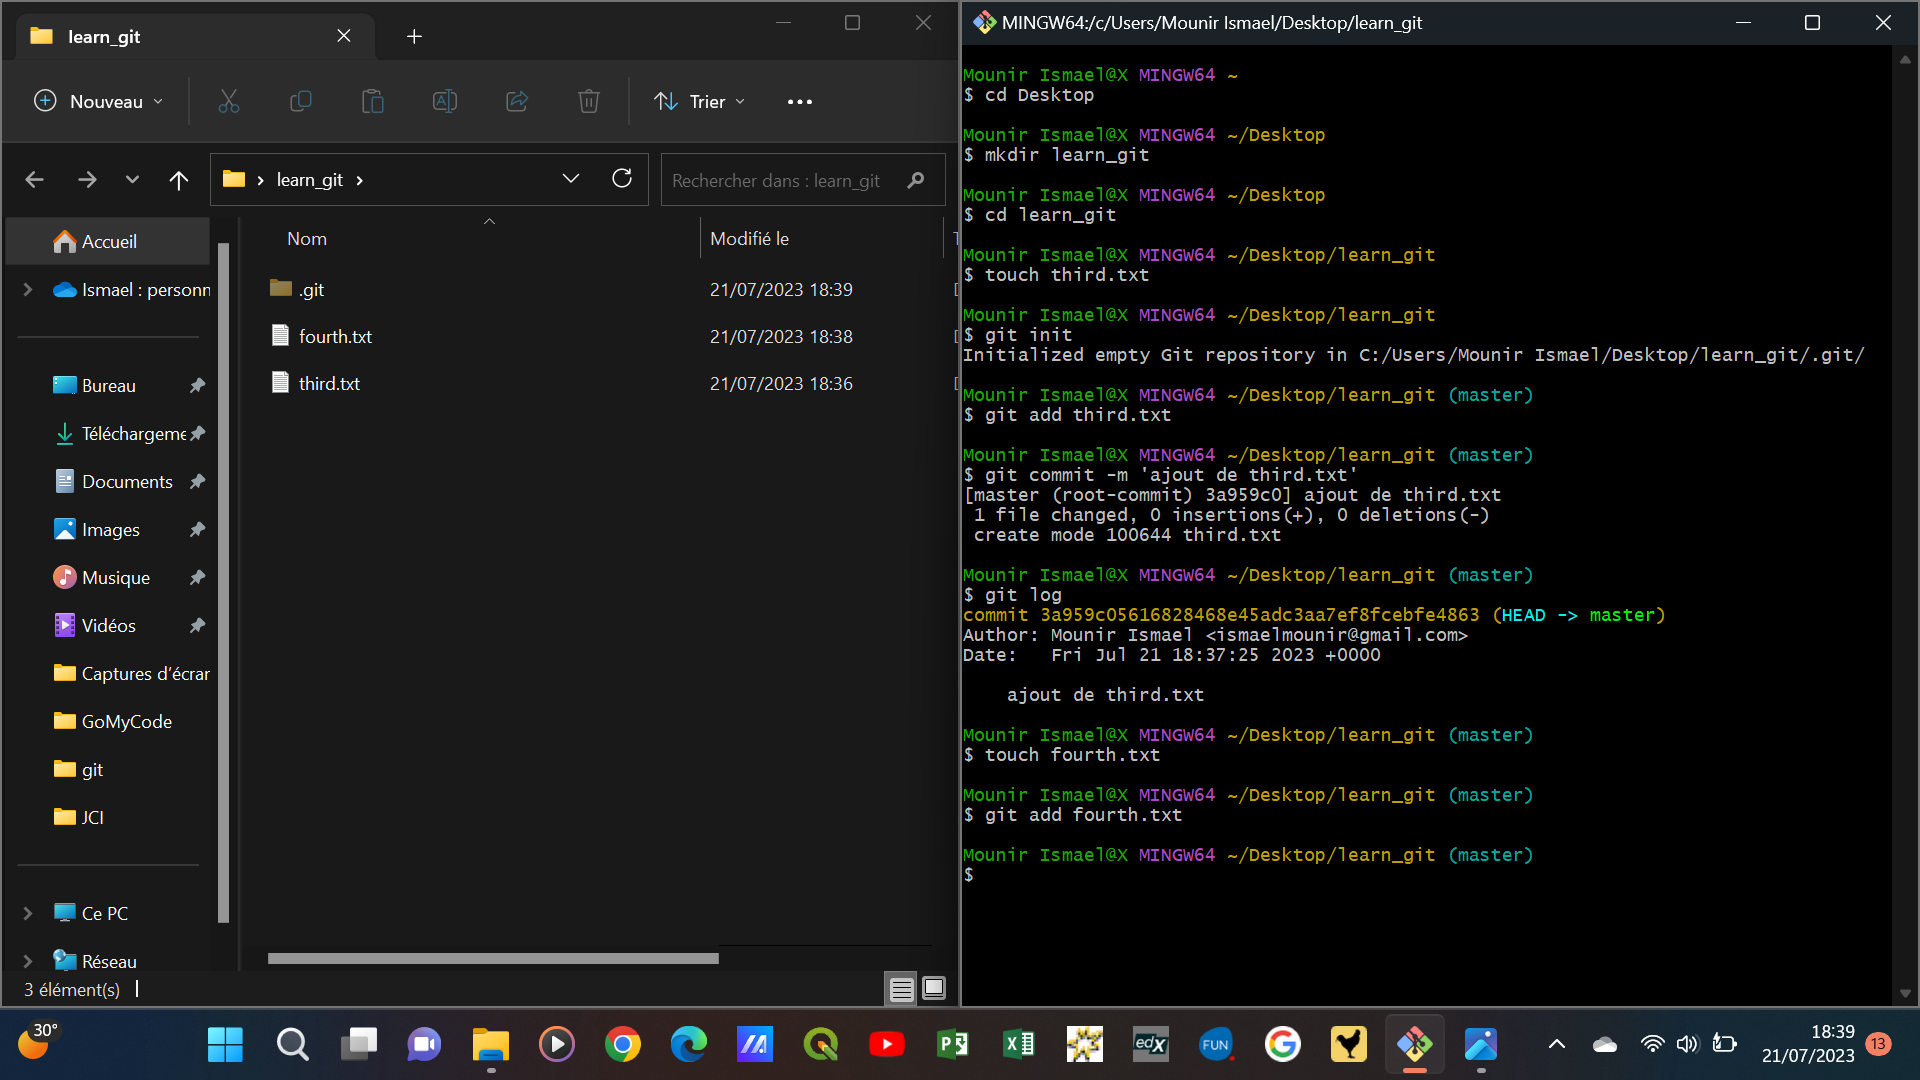 learn_git
Nouveau
Trier
learn_git
Rechercher dans : learn_git
Nom
Modifié le
Accueil
Ismael : personn
Bureau
Téléchargeme
Documents
Images
Musique
Vidéos
Captures d'écrar
GoMyCode
git
JCI
Ce PC
Réseau
.git 21/07/2023 18:39
fourth.txt 21/07/2023 18:38
third.txt 21/07/2023 18:36
3 élément(s)
MINGW64:/c/Users/Mounir Ismael/Desktop/learn_git
Mounir Ismael@X MINGW64 ~
$ cd Desktop
Mounir Ismael@X MINGW64 ~/Desktop
$ mkdir learn_git
Mounir Ismael@X MINGW64 ~/Desktop
$ cd learn_git
Mounir Ismael@X MINGW64 ~/Desktop/learn_git
$ touch third.txt
Mounir Ismael@X MINGW64 ~/Desktop/learn_git
$ git init
Initialized empty Git repository in C:/Users/Mounir Ismael/Desktop/learn_git/.git/
Mounir Ismael@X MINGW64 ~/Desktop/learn_git (master)
$ git add third.txt
Mounir Ismael@X MINGW64 ~/Desktop/learn_git (master)
$ git commit -m 'ajout de third.txt'
[master (root-commit) 3a959c0] ajout de third.txt
1 file changed, 0 insertions(+), 0 deletions(-)
create mode 100644 third.txt
Mounir Ismael@X MINGW64 ~/Desktop/learn_git (master)
$ git log
commit 3a959c05616828468e45adc3aa7ef8fcebfe4863 (HEAD -> master)
Author: Mounir Ismael <ismaelmounir@gmail.com>
Date:   Fri Jul 21 18:37:25 2023 +0000
ajout de third.txt
Mounir Ismael@X MINGW64 ~/Desktop/learn_git (master)
$ touch fourth.txt
Mounir Ismael@X MINGW64 ~/Desktop/learn_git (master)
$ git add fourth.txt
Mounir Ismael@X MINGW64 ~/Desktop/learn_git (master)
$
30°
edX
FUN
18:39
21/07/2023
13